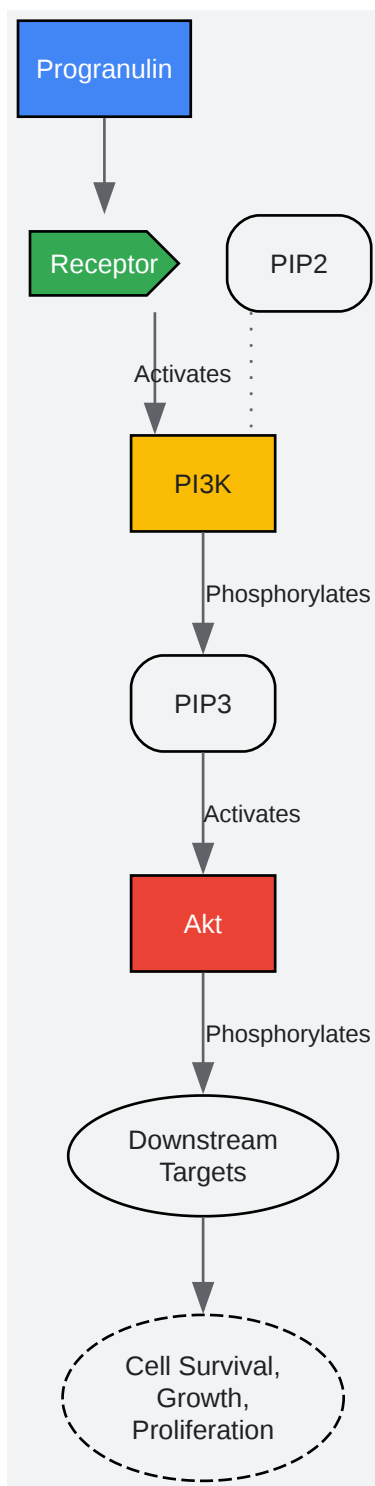 Progranulin
Receptor
PIP2
Activates
PI3K
Phosphorylates
PIP3
Activates
Akt
Phosphorylates
Downstream
Targets
Cell Survival,
Growth,
Proliferation